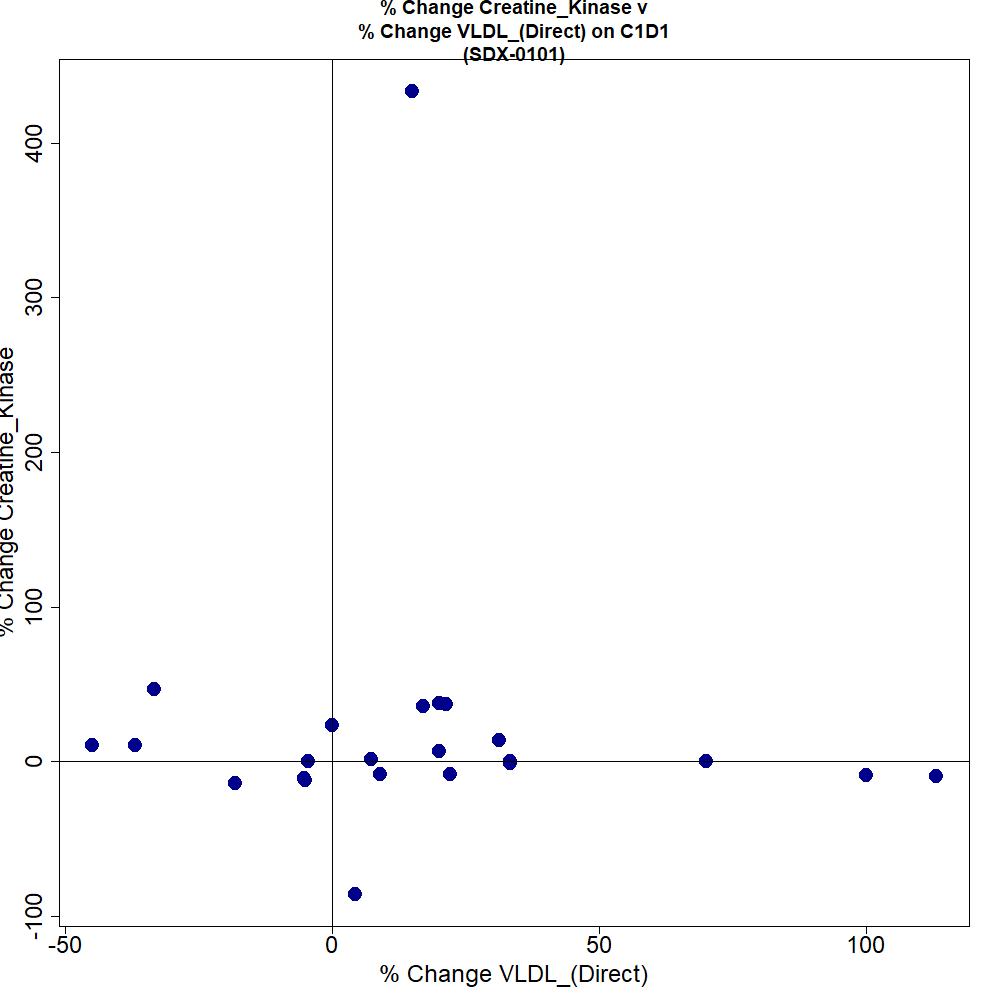 % Change Creatine_Kinase v
% Change VLDL_(Direct) on C1D1
(SDX-0101)
% Change Creatine_Kinase
400
300
200
100
0
-100
-50
0
50
100
% Change VLDL_(Direct)